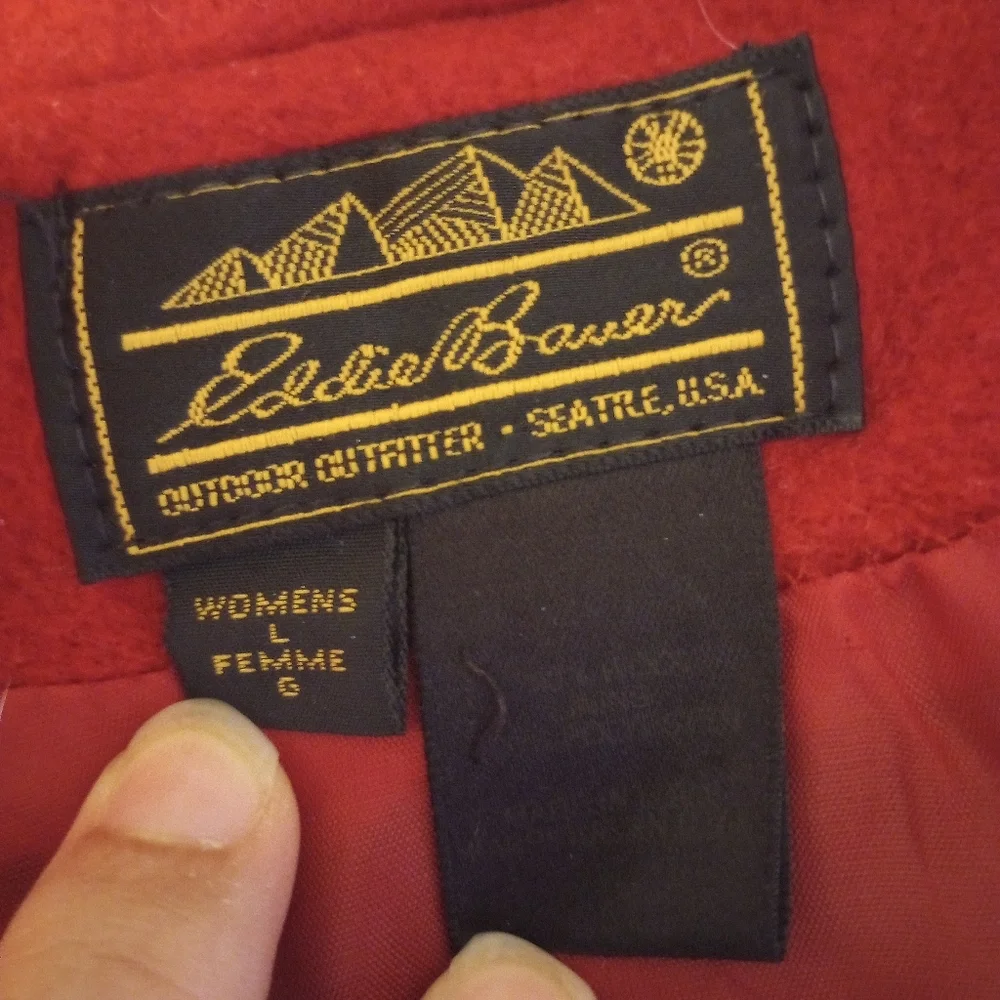 Eddie Bauer ®
OUTDOOR OUTFITTER • SEATTLE, U.S.A.
WOMENS
L
FEMME
G